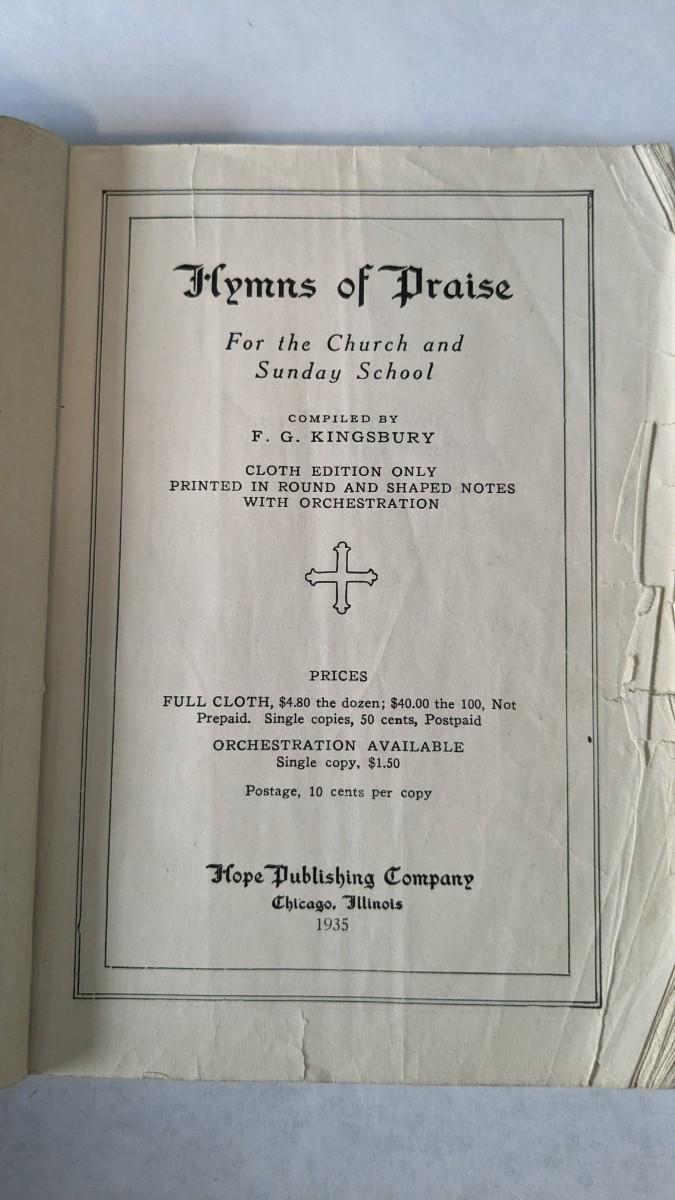 Hymns of Praise
For the Church and
Sunday School
COMPILED BY
F. G. KINGSBURY
CLOTH EDITION ONLY
PRINTED IN ROUND AND SHAPED NOTES
WITH ORCHESTRATION
PRICES
FULL CLOTH, $4.80 the dozen; $40.00 the 100, Not
Prepaid. Single copies, 50 cents, Postpaid
ORCHESTRATION AVAILABLE
Single copy, $1.50
Postage, 10 cents per copy
Hope Publishing Company
Chicago, Illinois
1935